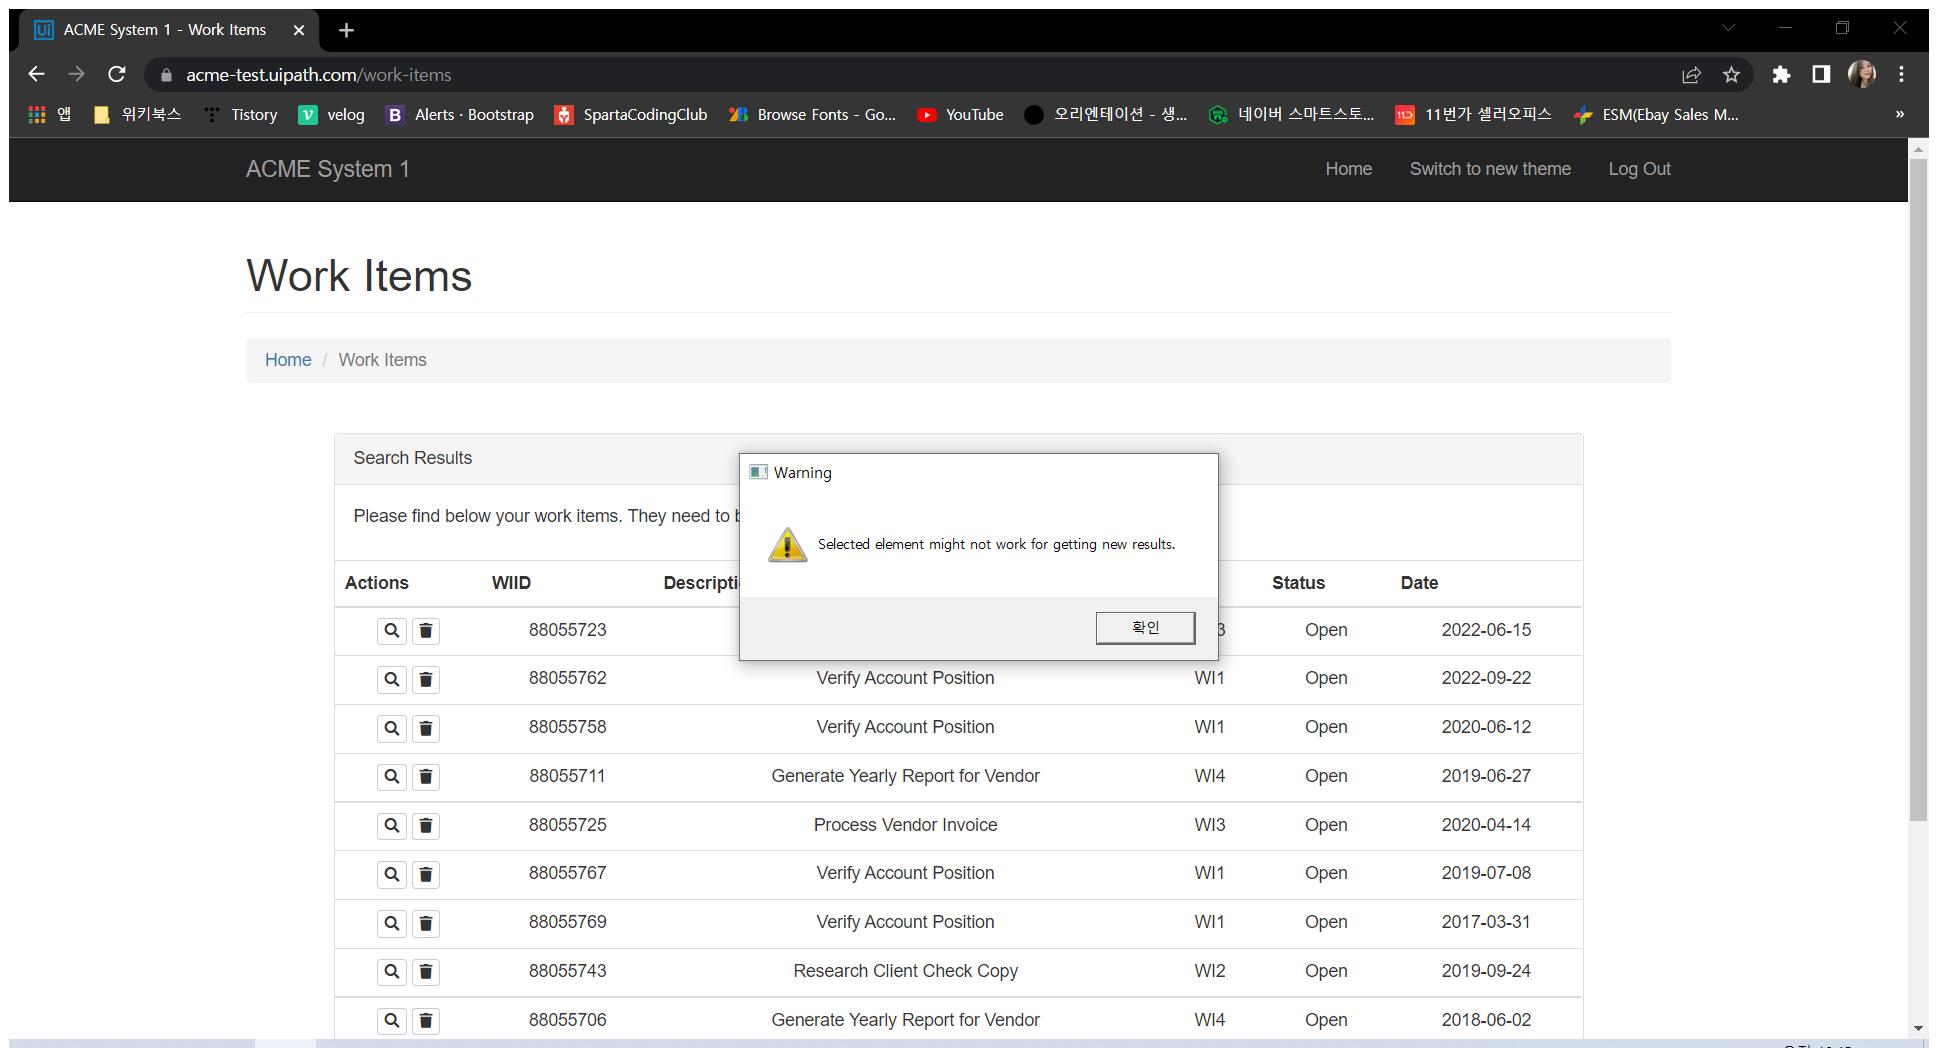 Ui ACME System 1 - Work Items
acme-test.uipath.com/work-items
앱 위키북스 Tistory velog B Alerts · Bootstrap SpartaCodingClub Browse Fonts - Go... YouTube 오리엔테이션 - 생... 네이버 스마트스토... 11번가 셀러오피스 ESM(Ebay Sales M... »
ACME System 1 Home Switch to new theme Log Out
Work Items
Home / Work Items
Search Results
Please find below your work items. They need to
Warning
Selected element might not work for getting new results.
확인
Actions WIID Status Date
88055723 Open 2022-06-15
88055762 Verify Account Position WI1 Open 2022-09-22
88055758 Verify Account Position WI1 Open 2020-06-12
88055711 Generate Yearly Report for Vendor WI4 Open 2019-06-27
88055725 Process Vendor Invoice WI3 Open 2020-04-14
88055767 Verify Account Position WI1 Open 2019-07-08
88055769 Verify Account Position WI1 Open 2017-03-31
88055743 Research Client Check Copy WI2 Open 2019-09-24
88055706 Generate Yearly Report for Vendor WI4 Open 2018-06-02